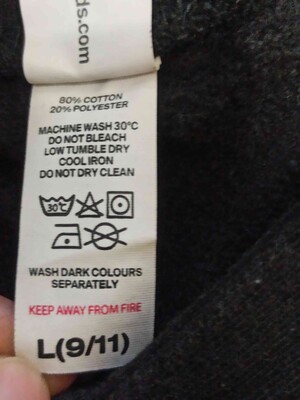 ds.com
80% COTTON
20% POLYESTER
MACHINE WASH 30°C
DO NOT BLEACH
LOW TUMBLE DRY
COOL IRON
DO NOT DRY CLEAN
30°C
WASH DARK COLOURS
SEPARATELY
KEEP AWAY FROM FIRE
L(9/11)